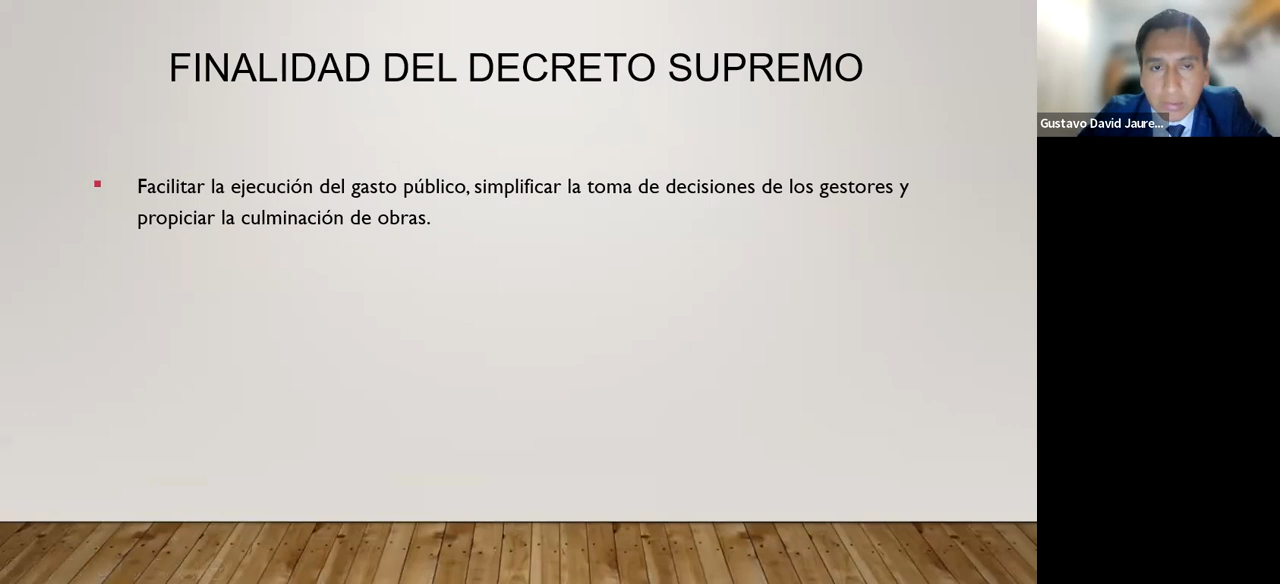 FINALIDAD DEL DECRETO SUPREMO
Facilitar la ejecución del gasto público, simplificar la toma de decisiones de los gestores y
propiciar la culminación de obras.
Gustavo David Jaure...